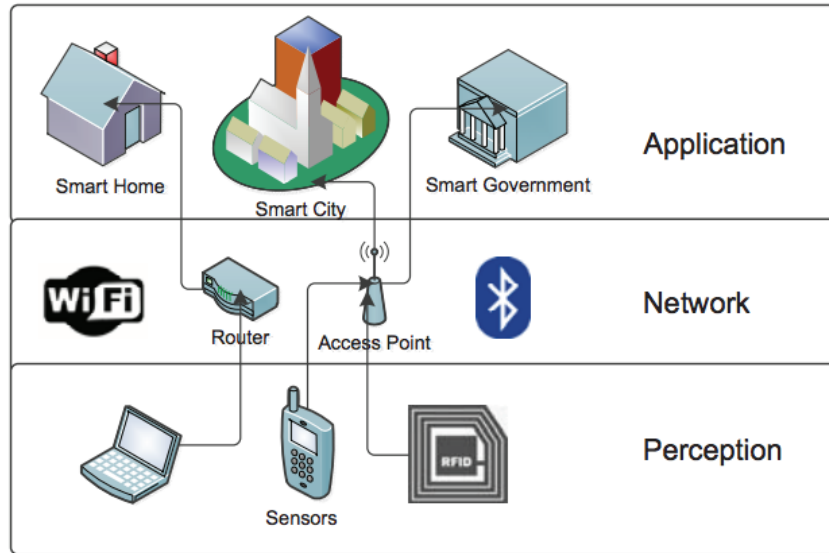 Smart Home
Smart City
Smart Government
Application
WiFi
Router
Access Point
Network
RFID
Sensors
Perception